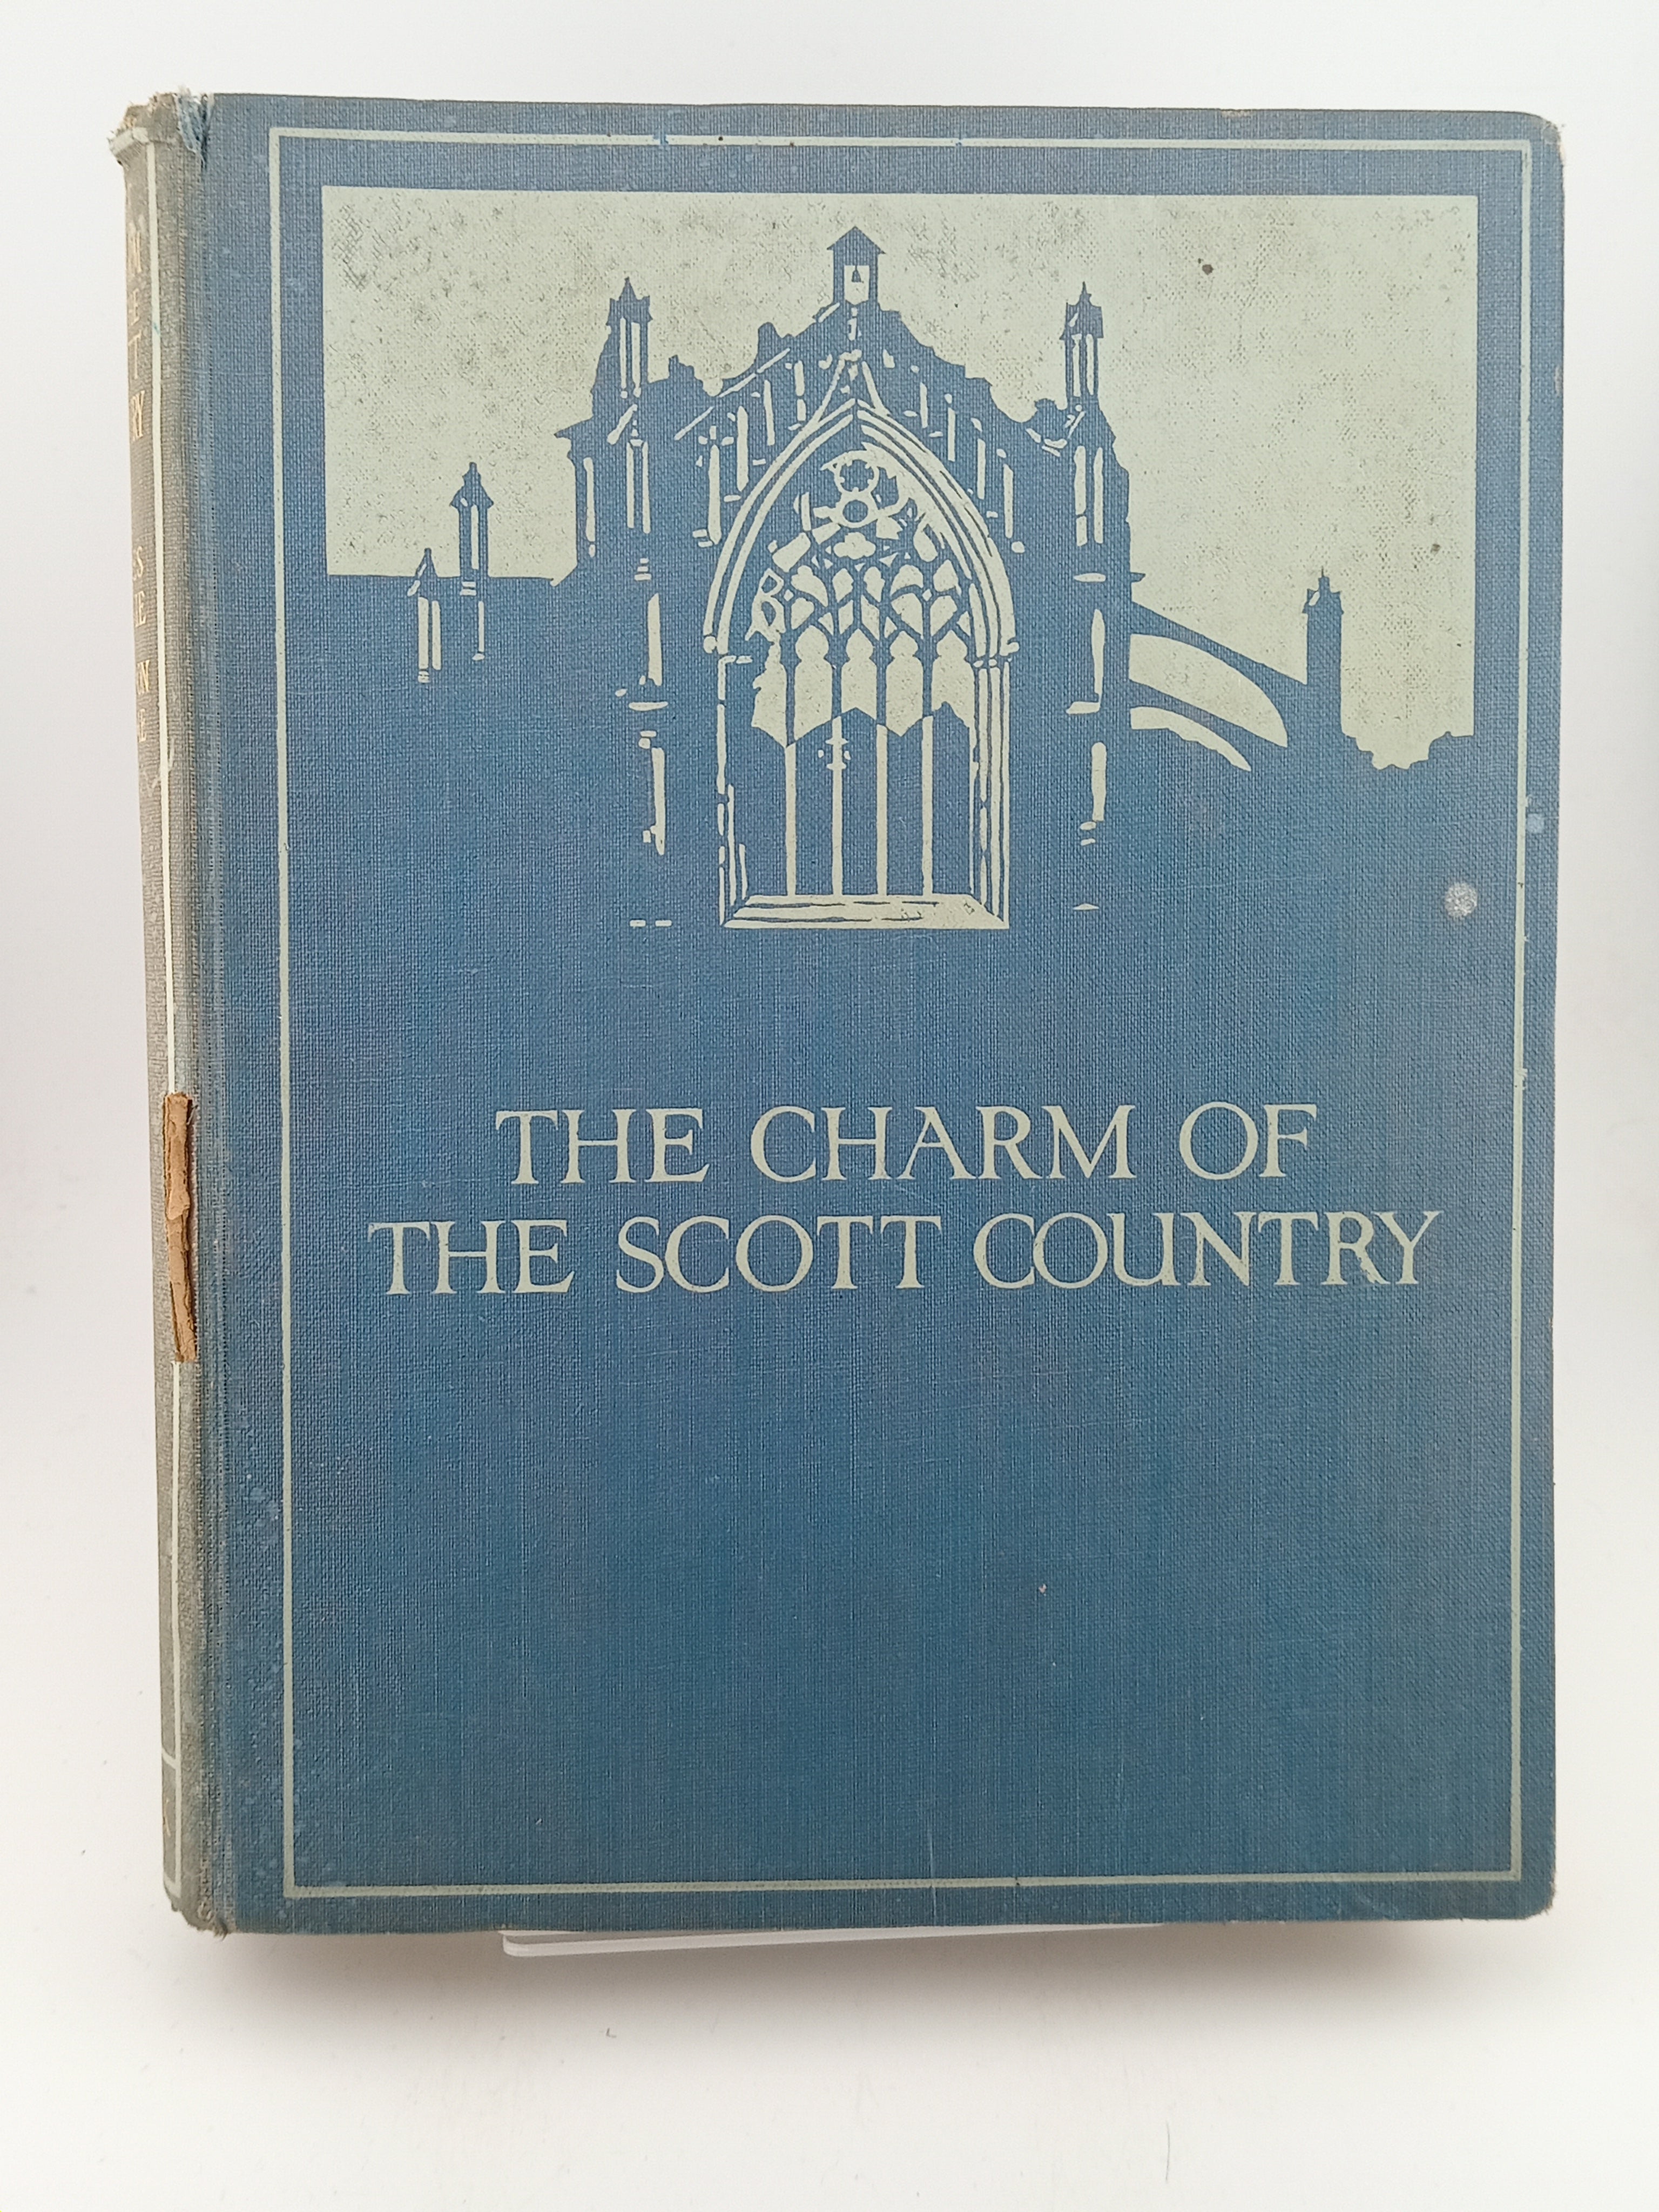 THE CHARM OF
THE SCOTT COUNTRY